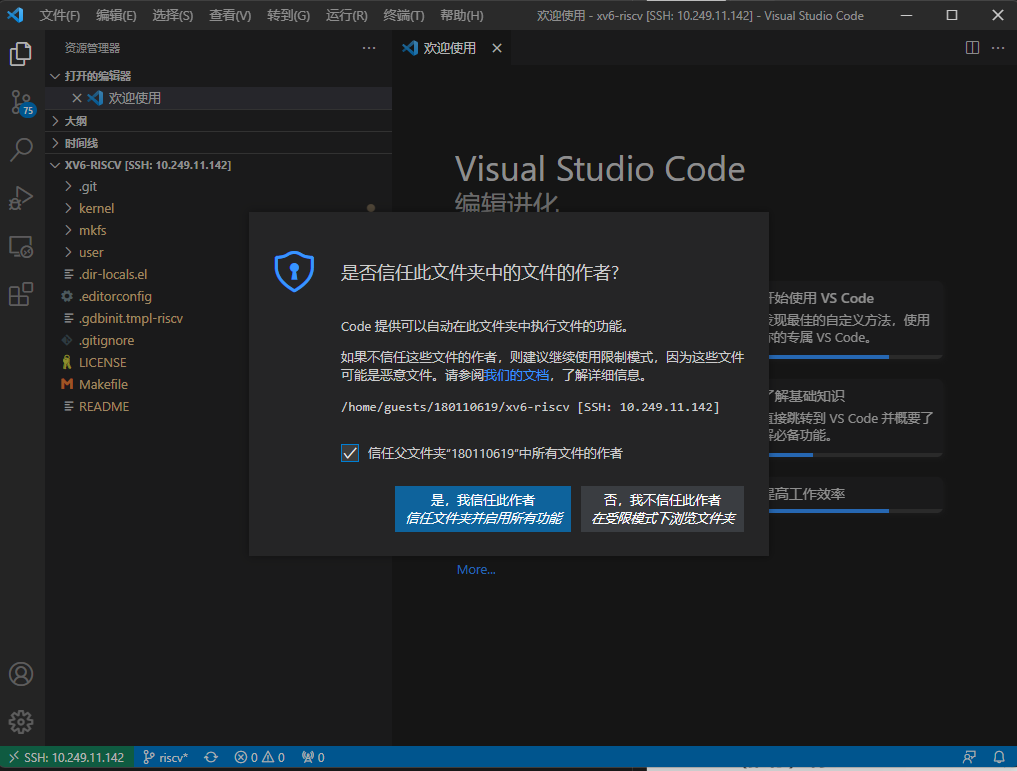 文件(F) 编辑(E) 选择(S) 查看(V) 转到(G) 运行(R) 终端(T) 帮助(H) 欢迎使用 - xv6-riscv [SSH: 10.249.11.142] - Visual Studio Code
资源管理器
欢迎使用
打开的编辑器
欢迎使用
75
大纲
时间线
XV6-RISCV [SSH: 10.249.11.142]
.git
kernel
mkfs
user
.dir-locals.el
.editorconfig
.gdbinit.tmpl-riscv
.gitignore
LICENSE
Makefile
README
Visual Studio Code
编辑进化
是否信任此文件夹中的文件的作者?
Code 提供可以自动在此文件夹中执行文件的功能。
如果不信任这些文件的作者，则建议继续使用限制模式，因为这些文件
可能是恶意文件。请参阅我们的文档，了解详细信息。
/home/guests/180110619/xv6-riscv [SSH: 10.249.11.142]
信任父文件夹"180110619"中所有文件的作者
是，我信任此作者
信任文件夹并启用所有功能
否，我不信任此作者
在受限模式下浏览文件夹
开始使用 VS Code
发现最佳的自定义方法，使用
你的专属 VS Code。
了解基础知识
直接跳转到 VS Code 并概要了
解必备功能。
提高工作效率
More...
SSH: 10.249.11.142 riscv* 0 0 0